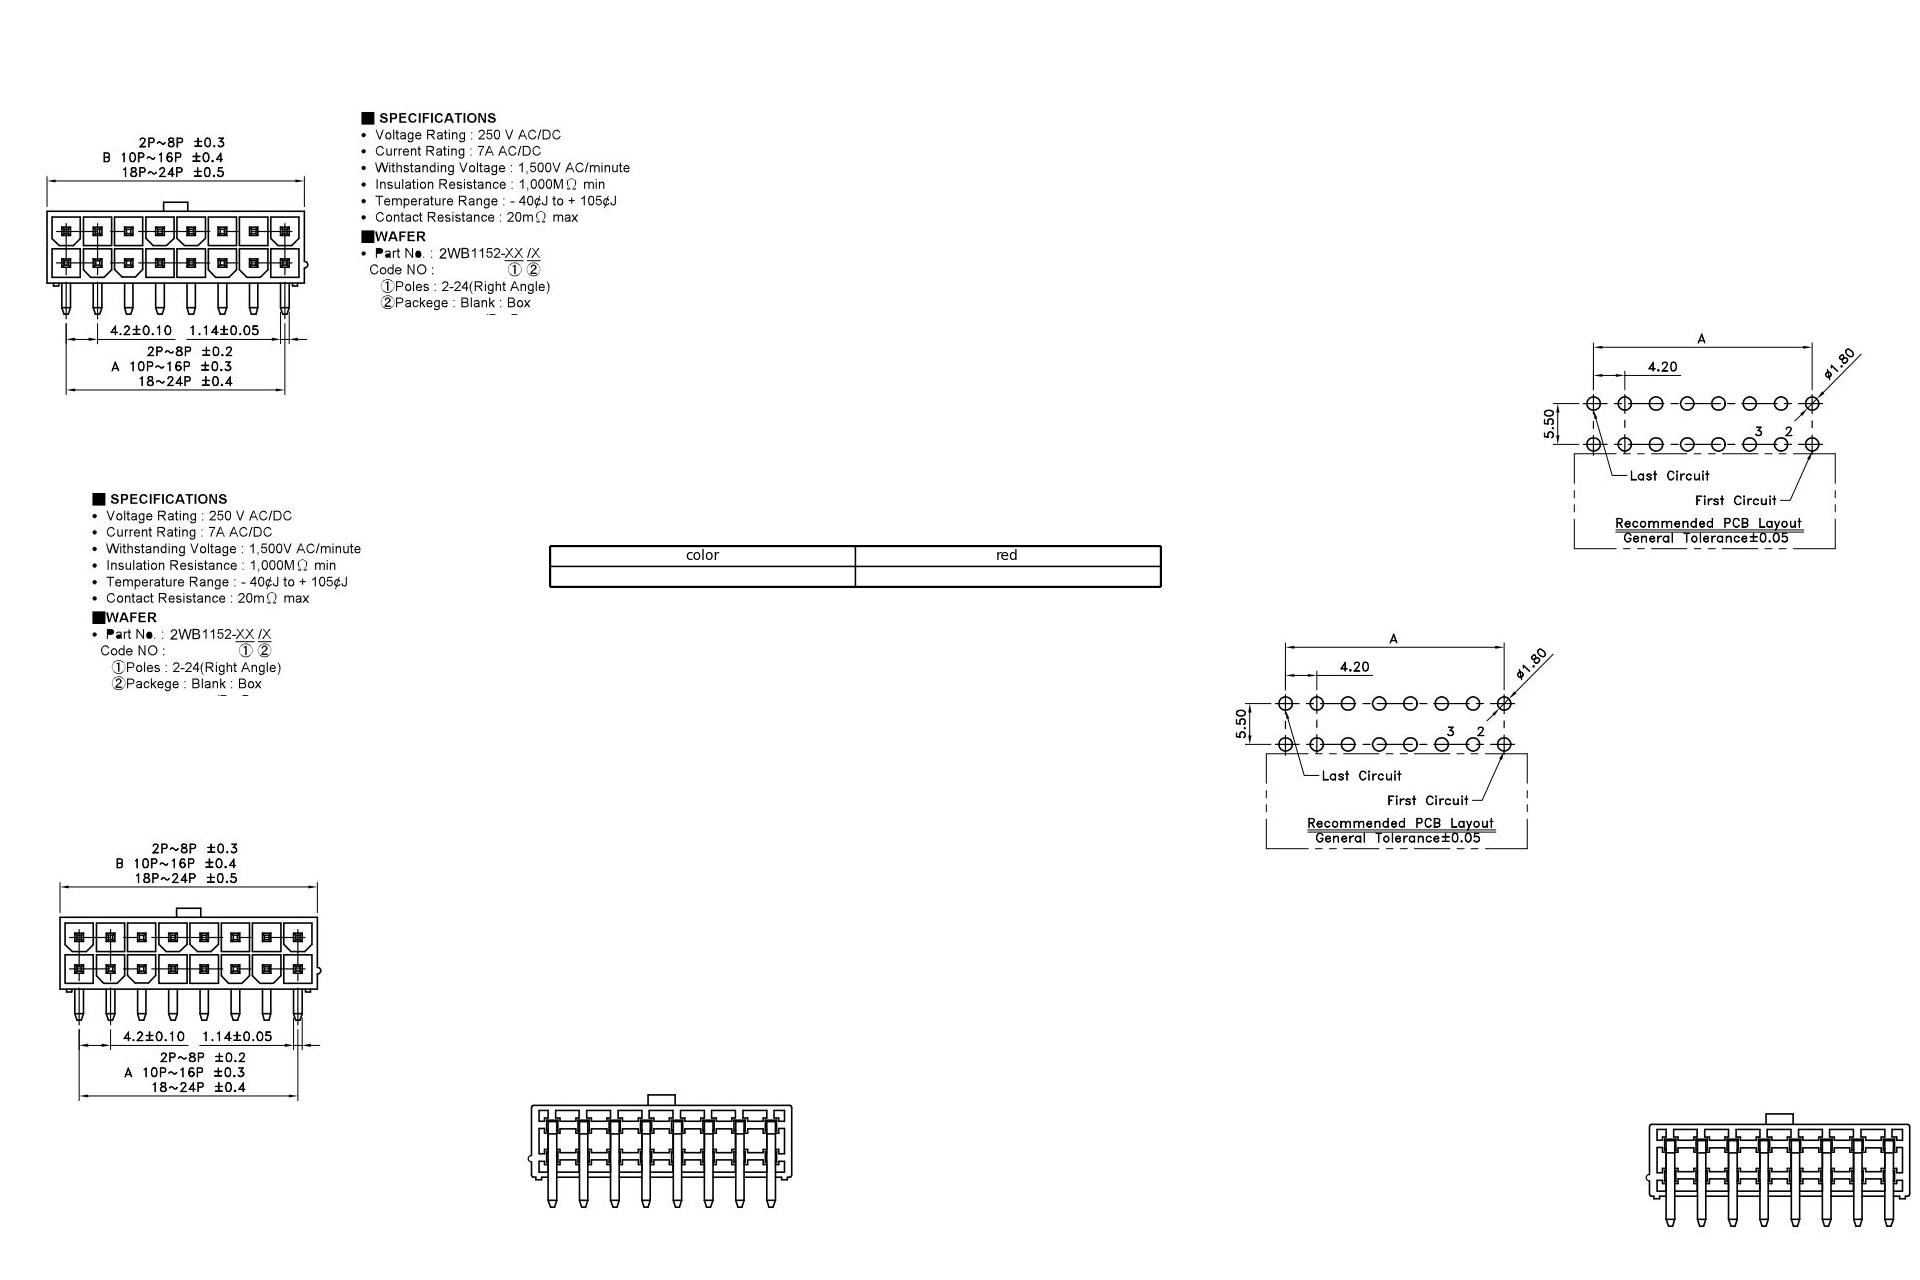 2P~8P ±0.3
B 10P~16P ±0.4
18P~24P ±0.5
4.2±0.10 1.14±0.05
2P~8P ±0.2
A 10P~16P ±0.3
18~24P ±0.4
■ SPECIFICATIONS
• Voltage Rating : 250 V AC/DC
• Current Rating : 7A AC/DC
• Withstanding Voltage : 1,500V AC/minute
• Insulation Resistance : 1,000MΩ min
• Temperature Range : - 40¢J to + 105¢J
• Contact Resistance : 20mΩ max
■WAFER
• Part No. : 2WB1152-XX /X
Code NO : ① ②
①Poles : 2-24(Right Angle)
②Packege : Blank : Box
A
4.20
ø1.80
5.50
3 2
Last Circuit
First Circuit
Recommended PCB Layout
General Tolerance±0.05
■ SPECIFICATIONS
• Voltage Rating : 250 V AC/DC
• Current Rating : 7A AC/DC
• Withstanding Voltage : 1,500V AC/minute
• Insulation Resistance : 1,000MΩ min
• Temperature Range : - 40¢J to + 105¢J
• Contact Resistance : 20mΩ max
■WAFER
• Part No. : 2WB1152-XX /X
Code NO : ① ②
①Poles : 2-24(Right Angle)
②Packege : Blank : Box
color red
A
4.20
ø1.80
5.50
3 2
Last Circuit
First Circuit
Recommended PCB Layout
General Tolerance±0.05
2P~8P ±0.3
B 10P~16P ±0.4
18P~24P ±0.5
4.2±0.10 1.14±0.05
2P~8P ±0.2
A 10P~16P ±0.3
18~24P ±0.4